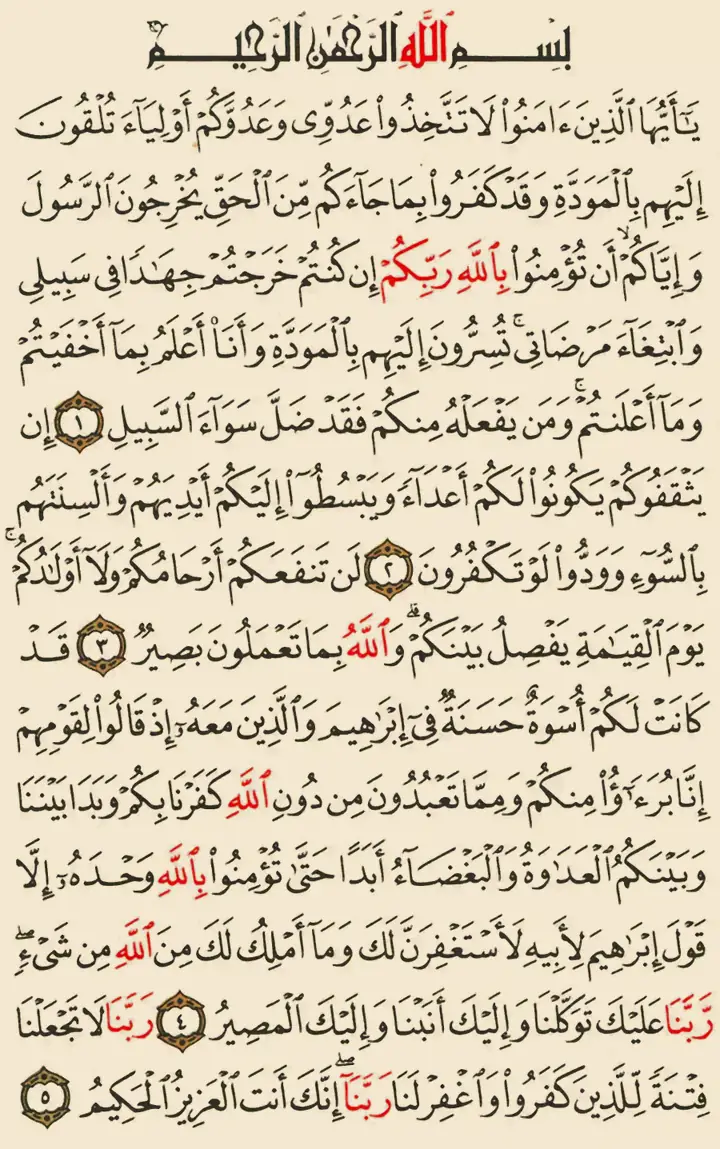 بِسْمِ ٱللَّهِ ٱلرَّحْمَٰنِ ٱلرَّحِيمِ
يَٰٓأَيُّهَا ٱلَّذِينَ ءَامَنُوا۟ لَا تَتَّخِذُوا۟ عَدُوِّى وَعَدُوَّكُمْ أَوْلِيَآءَ تُلْقُونَ
إِلَيْهِم بِٱلْمَوَدَّةِ وَقَدْ كَفَرُوا۟ بِمَا جَآءَكُم مِّنَ ٱلْحَقِّ يُخْرِجُونَ ٱلرَّسُولَ
وَإِيَّاكُمْ ۙ أَن تُؤْمِنُوا۟ بِٱللَّهِ رَبِّكُمْ إِن كُنتُمْ خَرَجْتُمْ جِهَٰدًا فِى سَبِيلِى
وَٱبْتِغَآءَ مَرْضَاتِى ۚ تُسِرُّونَ إِلَيْهِم بِٱلْمَوَدَّةِ وَأَنَا۠ أَعْلَمُ بِمَآ أَخْفَيْتُمْ
وَمَآ أَعْلَنتُمْ ۚ وَمَن يَفْعَلْهُ مِنكُمْ فَقَدْ ضَلَّ سَوَآءَ ٱلسَّبِيلِ ١ إِن
يَثْقَفُوكُمْ يَكُونُوا۟ لَكُمْ أَعْدَآءً وَيَبْسُطُوٓا۟ إِلَيْكُمْ أَيْدِيَهُمْ وَأَلْسِنَتَهُم
بِٱلسُّوٓءِ وَوَدُّوا۟ لَوْ تَكْفُرُونَ ٢ لَن تَنفَعَكُمْ أَرْحَامُكُمْ وَلَآ أَوْلَٰدُكُمْ ۚ
يَوْمَ ٱلْقِيَٰمَةِ يَفْصِلُ بَيْنَكُمْ ۚ وَٱللَّهُ بِمَا تَعْمَلُونَ بَصِيرٌ ٣ قَدْ
كَانَتْ لَكُمْ أُسْوَةٌ حَسَنَةٌ فِىٓ إِبْرَٰهِيمَ وَٱلَّذِينَ مَعَهُۥٓ إِذْ قَالُوا۟ لِقَوْمِهِمْ
إِنَّا بُرَءَٰٓؤُا۟ مِنكُمْ وَمِمَّا تَعْبُدُونَ مِن دُونِ ٱللَّهِ كَفَرْنَا بِكُمْ وَبَدَا بَيْنَنَا
وَبَيْنَكُمُ ٱلْعَدَٰوَةُ وَٱلْبَغْضَآءُ أَبَدًا حَتَّىٰ تُؤْمِنُوا۟ بِٱللَّهِ وَحْدَهُۥٓ إِلَّا
قَوْلَ إِبْرَٰهِيمَ لِأَبِيهِ لَأَسْتَغْفِرَنَّ لَكَ وَمَآ أَمْلِكُ لَكَ مِنَ ٱللَّهِ مِن شَىْءٍ ۖ
رَّبَّنَا عَلَيْكَ تَوَكَّلْنَا وَإِلَيْكَ أَنَبْنَا وَإِلَيْكَ ٱلْمَصِيرُ ٤ رَبَّنَا لَا تَجْعَلْنَا
فِتْنَةً لِّلَّذِينَ كَفَرُوا۟ وَٱغْفِرْ لَنَا رَبَّنَآ ۖ إِنَّكَ أَنتَ ٱلْعَزِيزُ ٱلْحَكِيمُ ٥